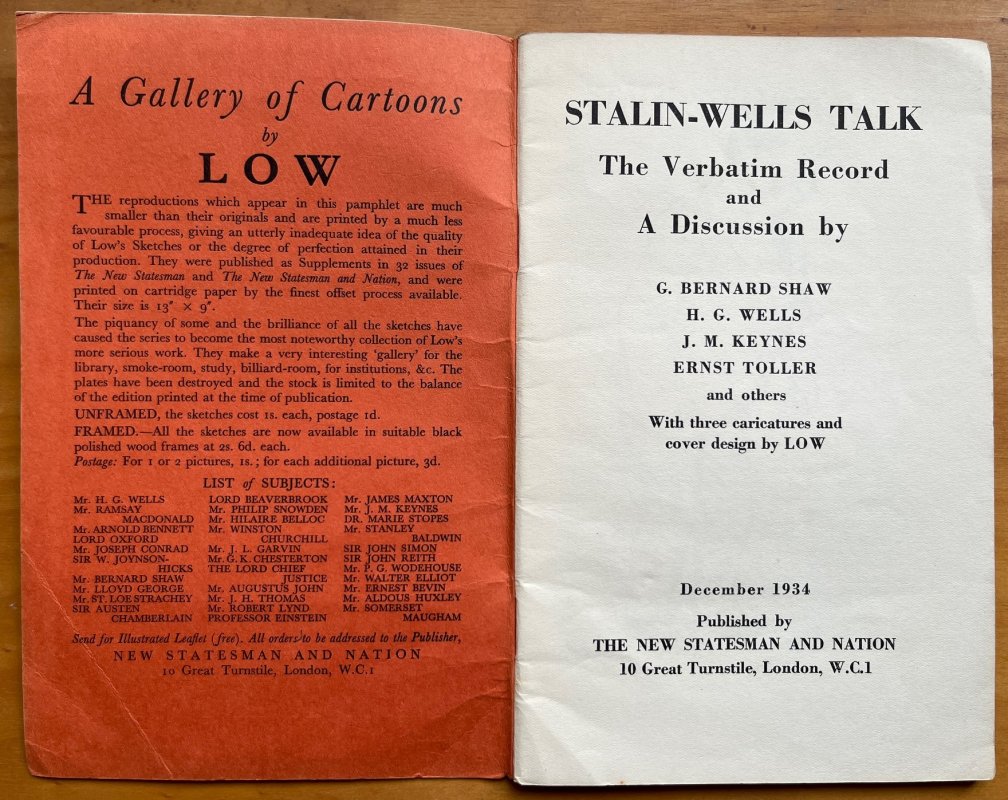 A Gallery of Cartoons
by
LOW
THE reproductions which appear in this pamphlet are much
smaller than their originals and are printed by a much less
favourable process, giving an utterly inadequate idea of the quality
of Low's Sketches or the degree of perfection attained in their
production. They were published as Supplements in 32 issues of
The New Statesman and The New Statesman and Nation, and were
printed on cartridge paper by the finest offset process available.
Their size is 13″ × 9″.
The piquancy of some and the brilliance of all the sketches have
caused the series to become the most noteworthy collection of Low's
more serious work. They make a very interesting 'gallery' for the
library, smoke-room, study, billiard-room, for institutions, &c. The
plates have been destroyed and the stock is limited to the balance
of the edition printed at the time of publication.
UNFRAMED, the sketches cost 1s. each, postage 1d.
FRAMED.—All the sketches are now available in suitable black
polished wood frames at 2s. 6d. each.
Postage: For 1 or 2 pictures, 1s.; for each additional picture, 3d.
LIST of SUBJECTS:
Mr. H. G. WELLS
Mr. RAMSAY
MACDONALD
Mr. ARNOLD BENNETT
LORD OXFORD
Mr. JOSEPH CONRAD
SIR W. JOYNSON-
HICKS
Mr. BERNARD SHAW
Mr. LLOYD GEORGE
Mr. ST. LOE STRACHEY
SIR AUSTEN
CHAMBERLAIN
LORD BEAVERBROOK
Mr. PHILIP SNOWDEN
Mr. HILAIRE BELLOC
Mr. WINSTON
CHURCHILL
Mr. J. L. GARVIN
Mr. G. K. CHESTERTON
THE LORD CHIEF
JUSTICE
Mr. AUGUSTUS JOHN
Mr. J. H. THOMAS
Mr. ROBERT LYND
PROFESSOR EINSTEIN
Mr. JAMES MAXTON
Mr. J. M. KEYNES
DR. MARIE STOPES
Mr. STANLEY
BALDWIN
SIR JOHN SIMON
SIR JOHN REITH
Mr. P. G. WODEHOUSE
Mr. WALTER ELLIOT
Mr. ERNEST BEVIN
Mr. ALDOUS HUXLEY
Mr. SOMERSET
MAUGHAM
Send for Illustrated Leaflet (free). All orders to be addressed to the Publisher,
NEW STATESMAN AND NATION
10 Great Turnstile, London, W.C.1
STALIN-WELLS TALK
The Verbatim Record
and
A Discussion by
G. BERNARD SHAW
H. G. WELLS
J. M. KEYNES
ERNST TOLLER
and others
With three caricatures and
cover design by LOW
December 1934
Published by
THE NEW STATESMAN AND NATION
10 Great Turnstile, London, W.C.1